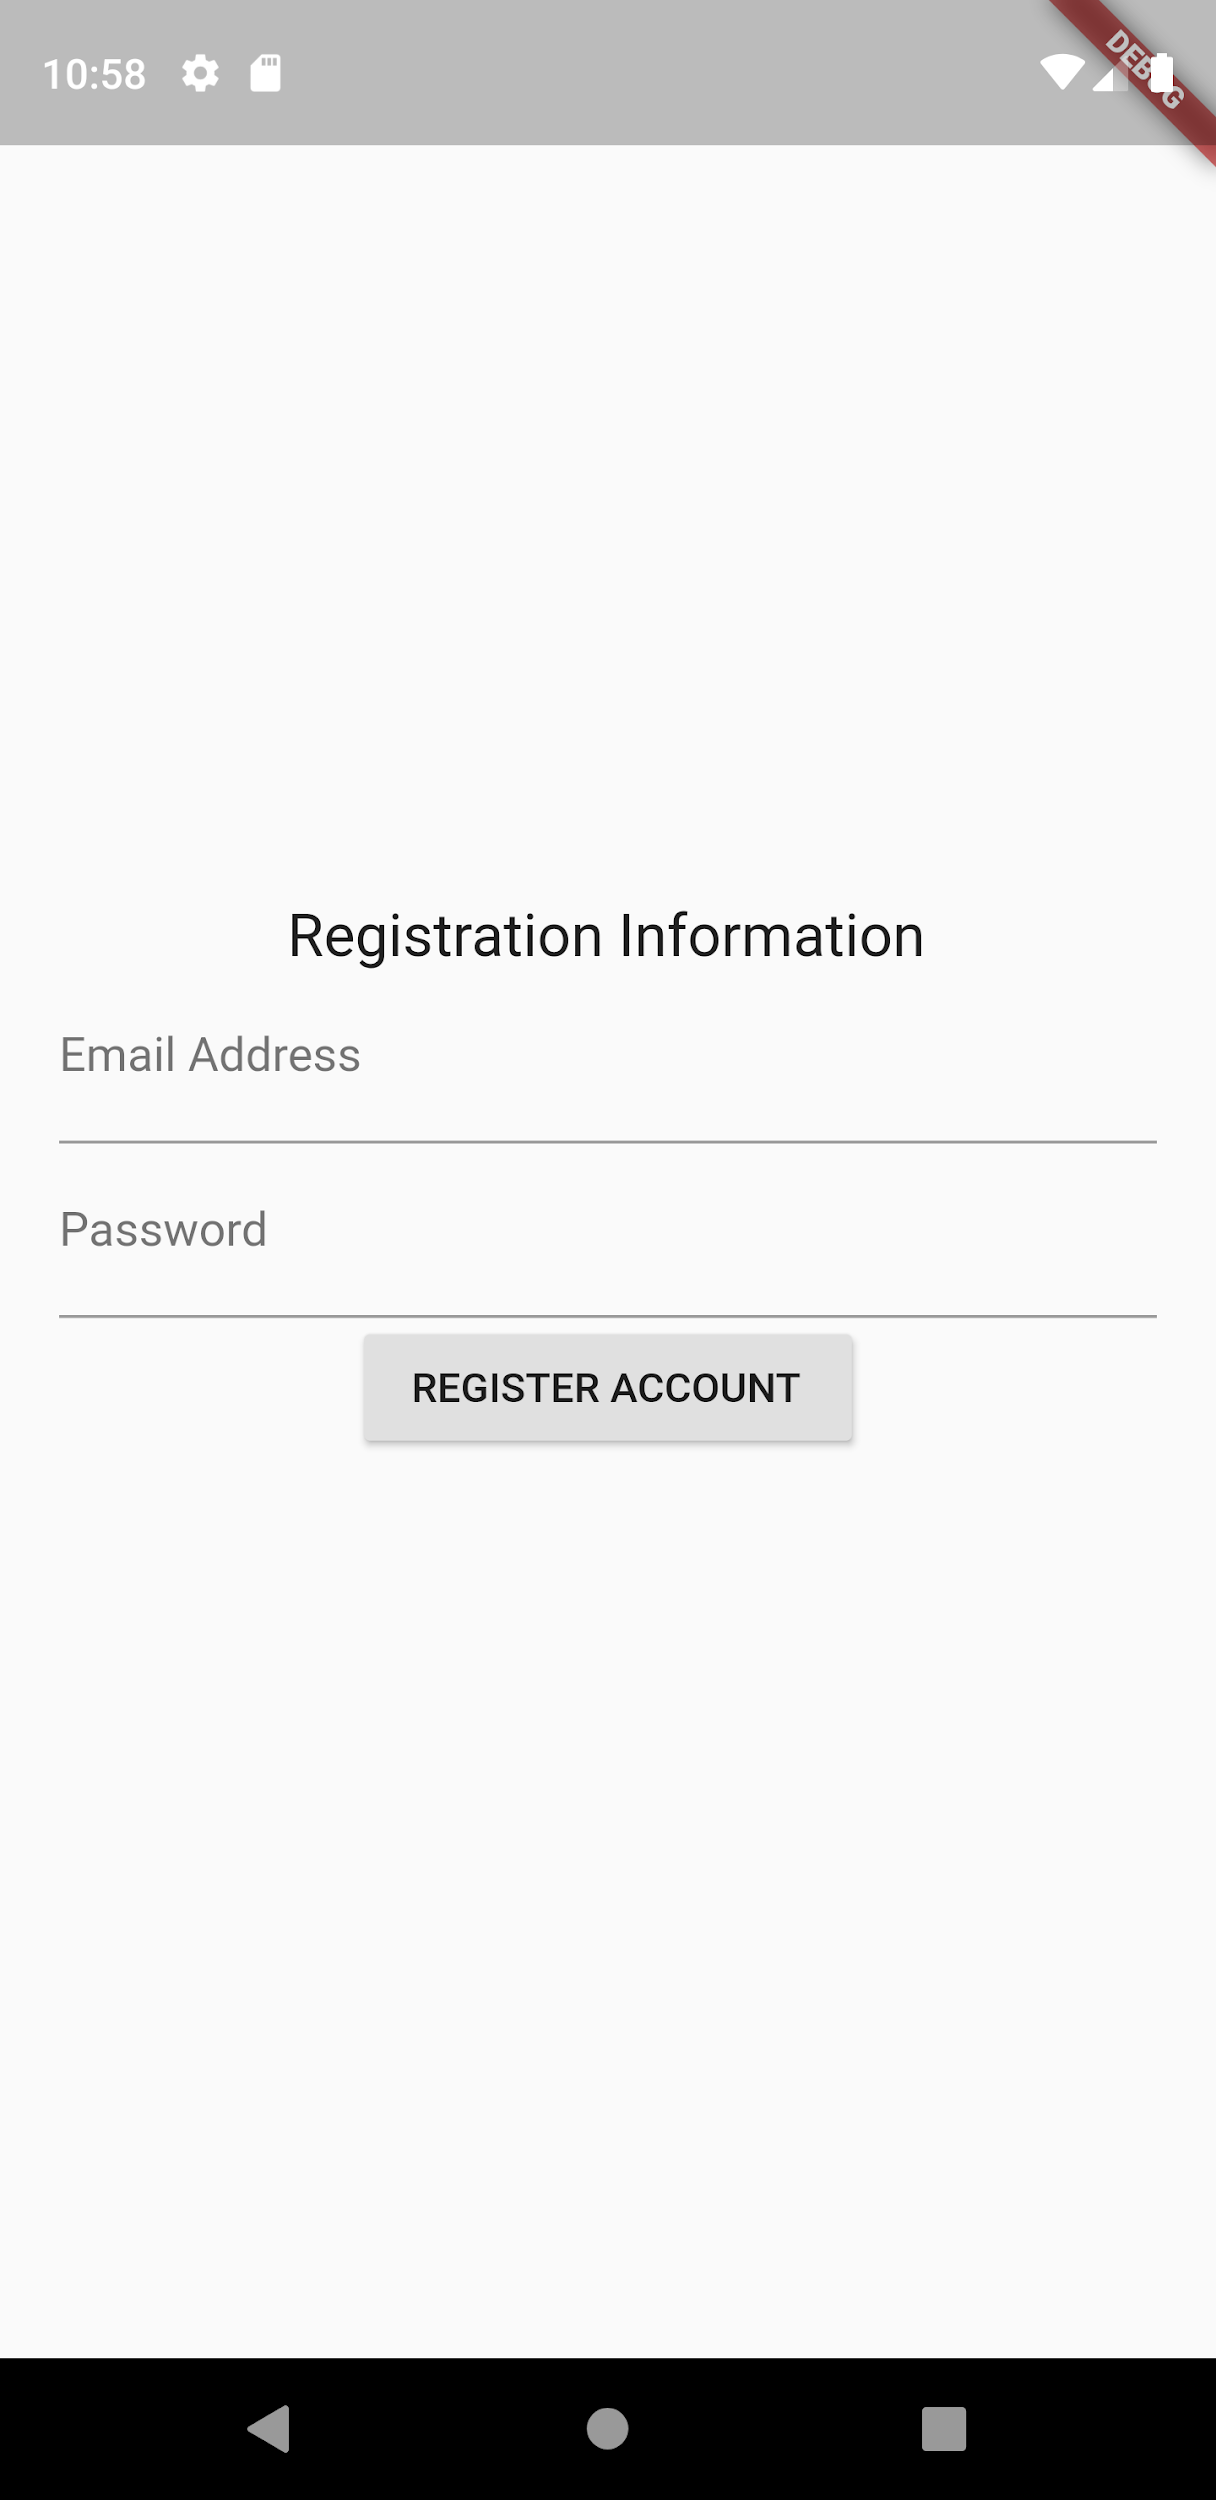 10:58
DEBUG
Registration Information
Email Address
Password
REGISTER ACCOUNT